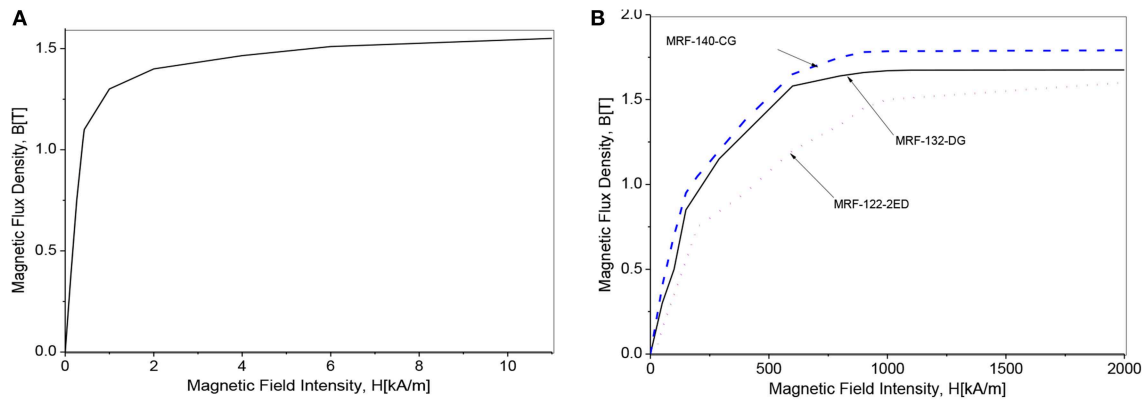 A
Magnetic Flux Density, B[T]
1.5
1.0
0.5
0.0
0
2
4
6
8
10
Magnetic Field Intensity, H[kA/m]
B
Magnetic Flux Density, B[T]
2.0
1.5
1.0
0.5
0.0
MRF-140-CG
MRF-132-DG
MRF-122-2ED
0
500
1000
1500
2000
Magnetic Field Intensity, H[kA/m]